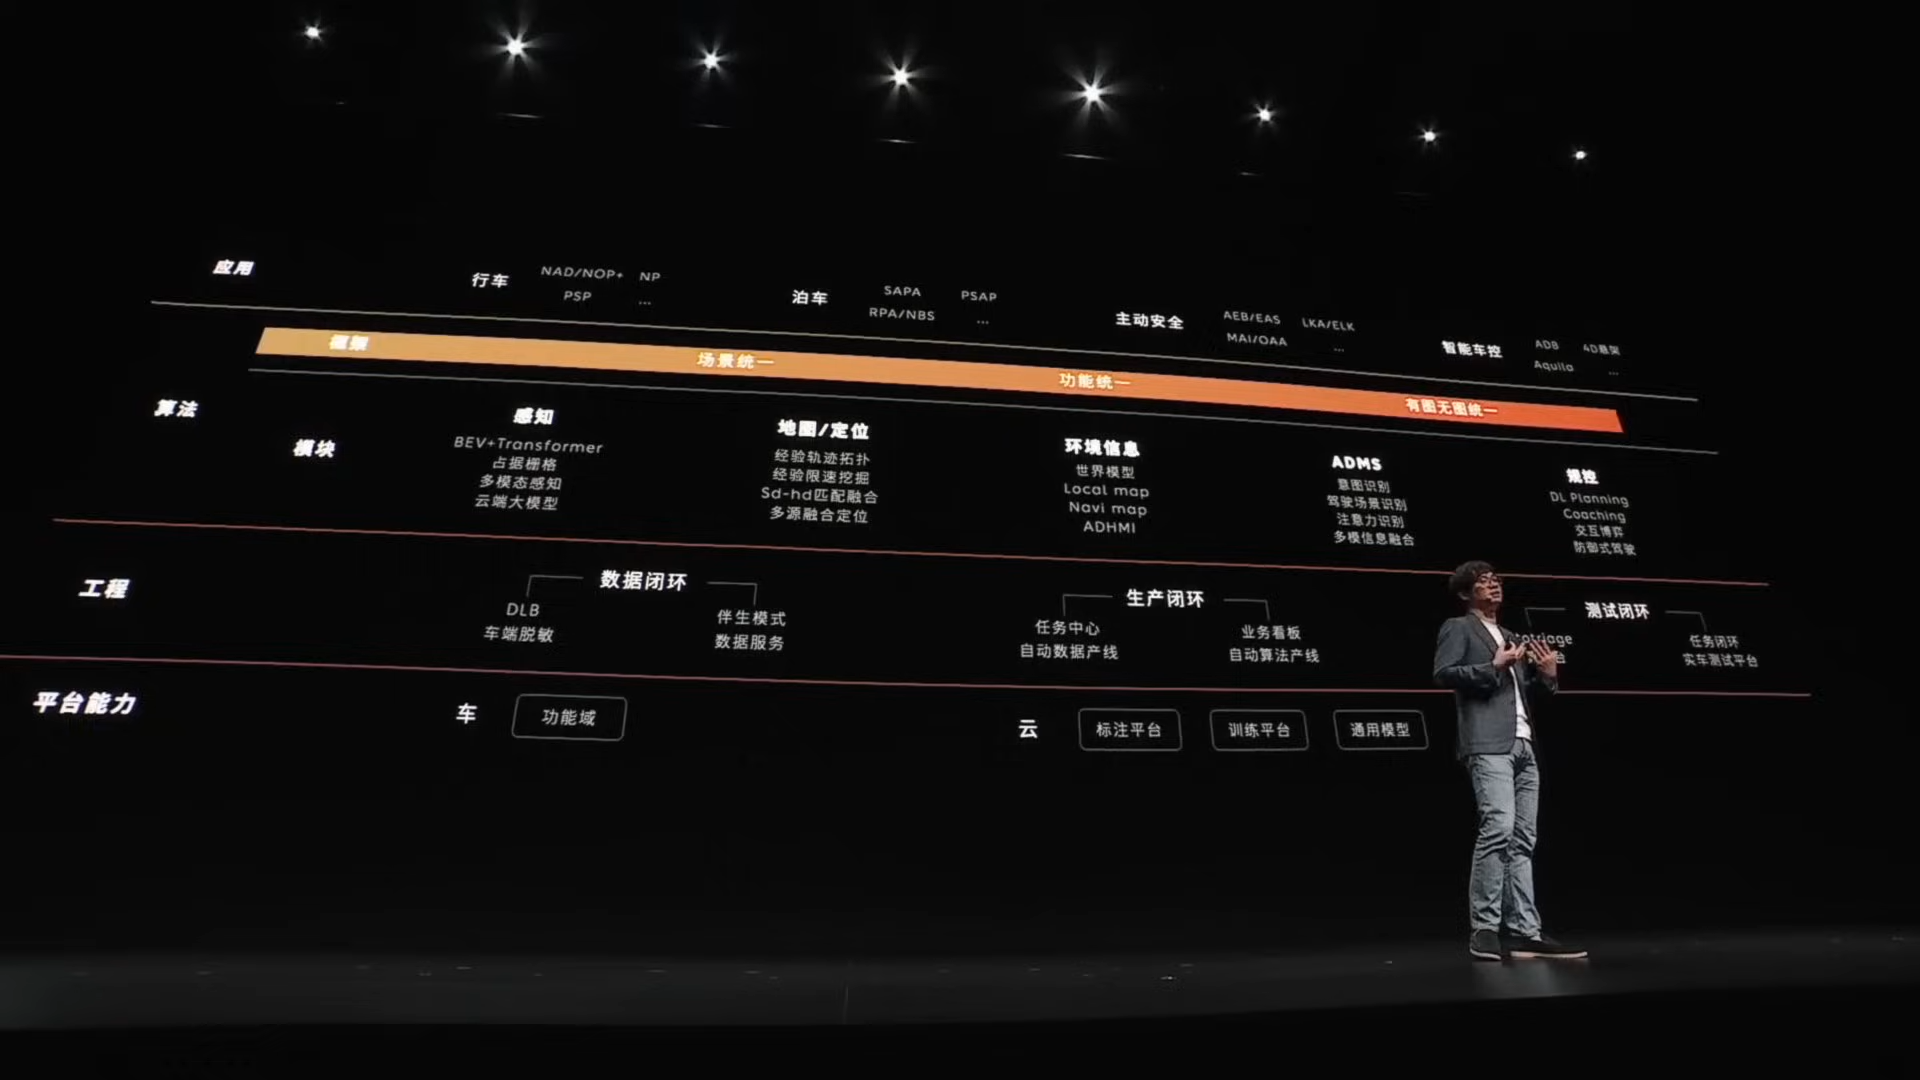 应用
行车
NAD/NOP+ NP
PSP ...
泊车
SAPA PSAP
RPA/NBS ...
主动安全
AEB/EAS LKA/ELK
MAI/OAA ...
智能车控
ADB 4D悬架
Aquila ...
框架
场景统一
功能统一
有图无图统一
算法
模块
感知
BEV+Transformer
占据栅格
多模态感知
云端大模型
地图/定位
经验轨迹拓扑
经验限速挖掘
Sd-hd匹配融合
多源融合定位
环境信息
世界模型
Local map
Navi map
ADHMI
ADMS
意图识别
驾驶场景识别
注意力识别
多模信息融合
规控
DL Planning
Coaching
交互博弈
防御式驾驶
工程
数据闭环
DLB
车端脱敏
伴生模式
数据服务
生产闭环
任务中心
自动数据产线
业务看板
自动算法产线
测试闭环
任务闭环
实车测试平台
平台能力
车
功能域
云
标注平台
训练平台
通用模型